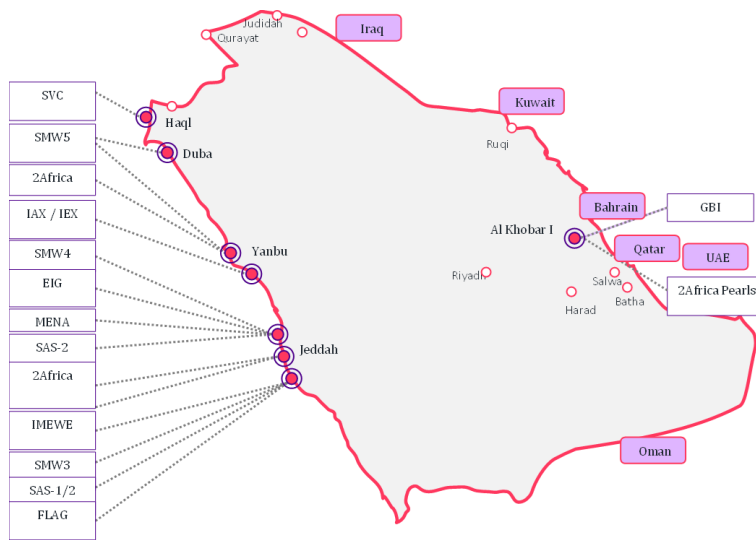 Judidah
Qurayat
Iraq
SVC
Haql
Kuwait
SMW5
Duba
Ruqi
2Africa
IAX / IEX
Bahrain
GBI
Al Khobar I
SMW4
Yanbu
Qatar
UAE
EIG
Riyadh
Salwa
Batha
2Africa Pearls
Harad
MENA
SAS-2
Jeddah
2Africa
IMEWE
Oman
SMW3
SAS-1/2
FLAG